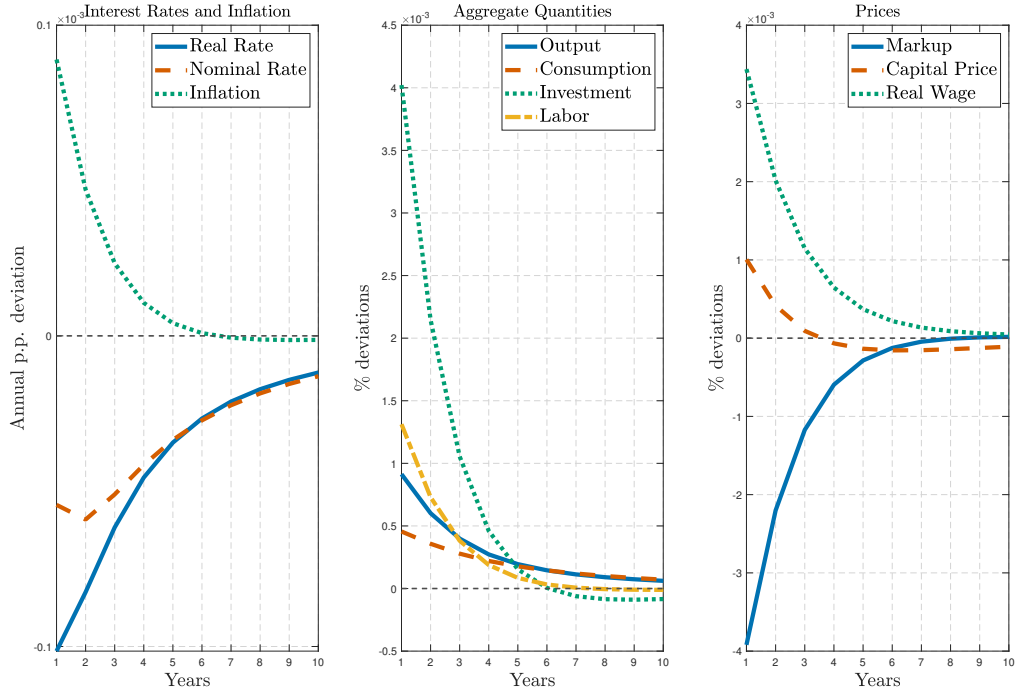 Interest Rates and Inflation
×10⁻³
0.1
0
-0.1
Annual p.p. deviation
Real Rate
Nominal Rate
Inflation
1 2 3 4 5 6 7 8 9 10
Years
Aggregate Quantities
×10⁻³
4.5
4
3.5
3
2.5
2
1.5
1
0.5
0
-0.5
% deviations
Output
Consumption
Investment
Labor
1 2 3 4 5 6 7 8 9 10
Years
Prices
×10⁻³
4
3
2
1
0
-1
-2
-3
-4
% deviations
Markup
Capital Price
Real Wage
1 2 3 4 5 6 7 8 9 10
Years